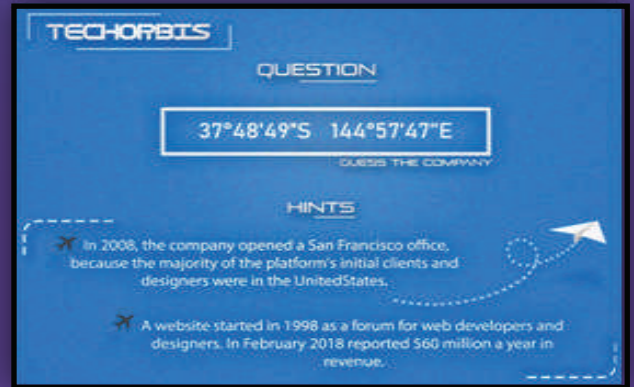 TECHORBIS
QUESTION
37°48'49"S 144°57'47"E
GUESS THE COMPANY
HINTS
In 2008, the company opened a San Francisco office,
because the majority of the platform's initial clients and
designers were in the UnitedStates.
A website started in 1998 as a forum for web developers and
designers. In February 2018 reported $60 million a year in
revenue.